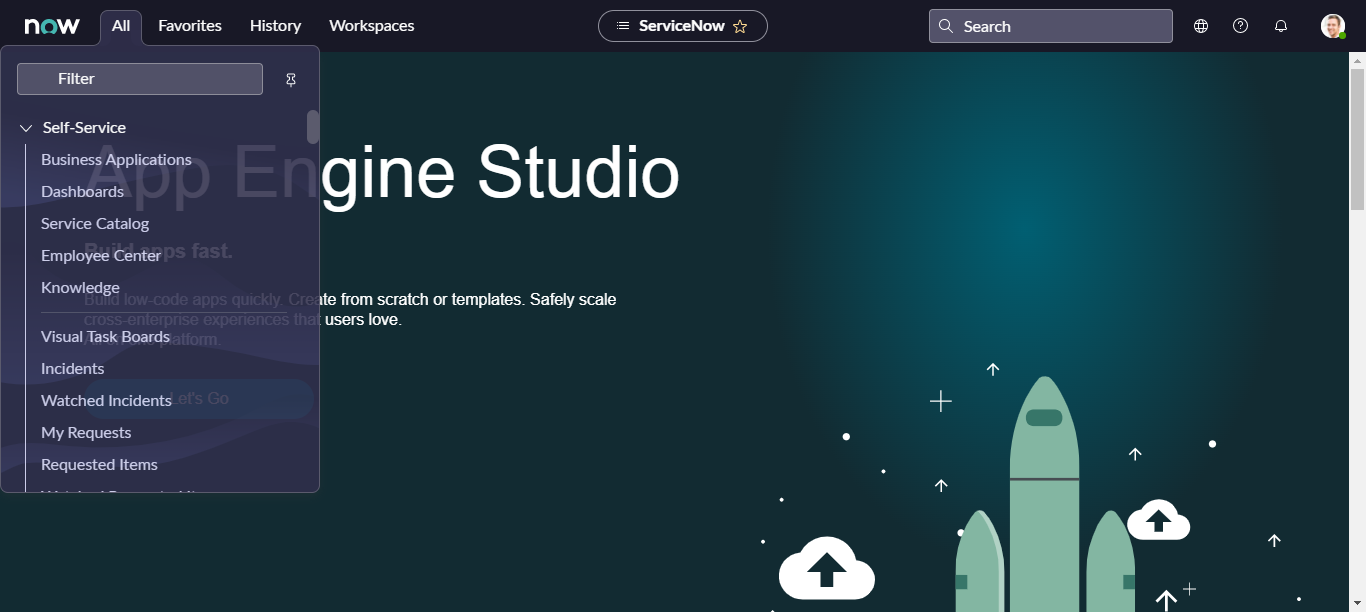 now
All
Favorites
History
Workspaces
ServiceNow
Search
Filter
Self-Service
Business Applications
Dashboards
Service Catalog
Employee Center
Knowledge
Visual Task Boards
Incidents
Watched Incidents
My Requests
Requested Items
App Engine Studio
Build apps fast.
Build low-code apps quickly. Create from scratch or templates. Safely scale
cross-enterprise experiences that users love.
platform.
Let's Go